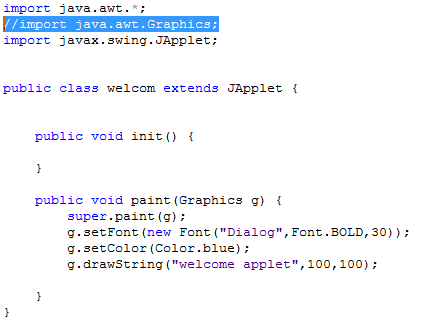 import java.awt.*;
//import java.awt.Graphics;
import javax.swing.JApplet;
public class welcom extends JApplet {
public void init() {
}
public void paint(Graphics g) {
super.paint(g);
g.setFont(new Font("Dialog",Font.BOLD,30));
g.setColor(Color.blue);
g.drawString("welcome applet",100,100);
}
}